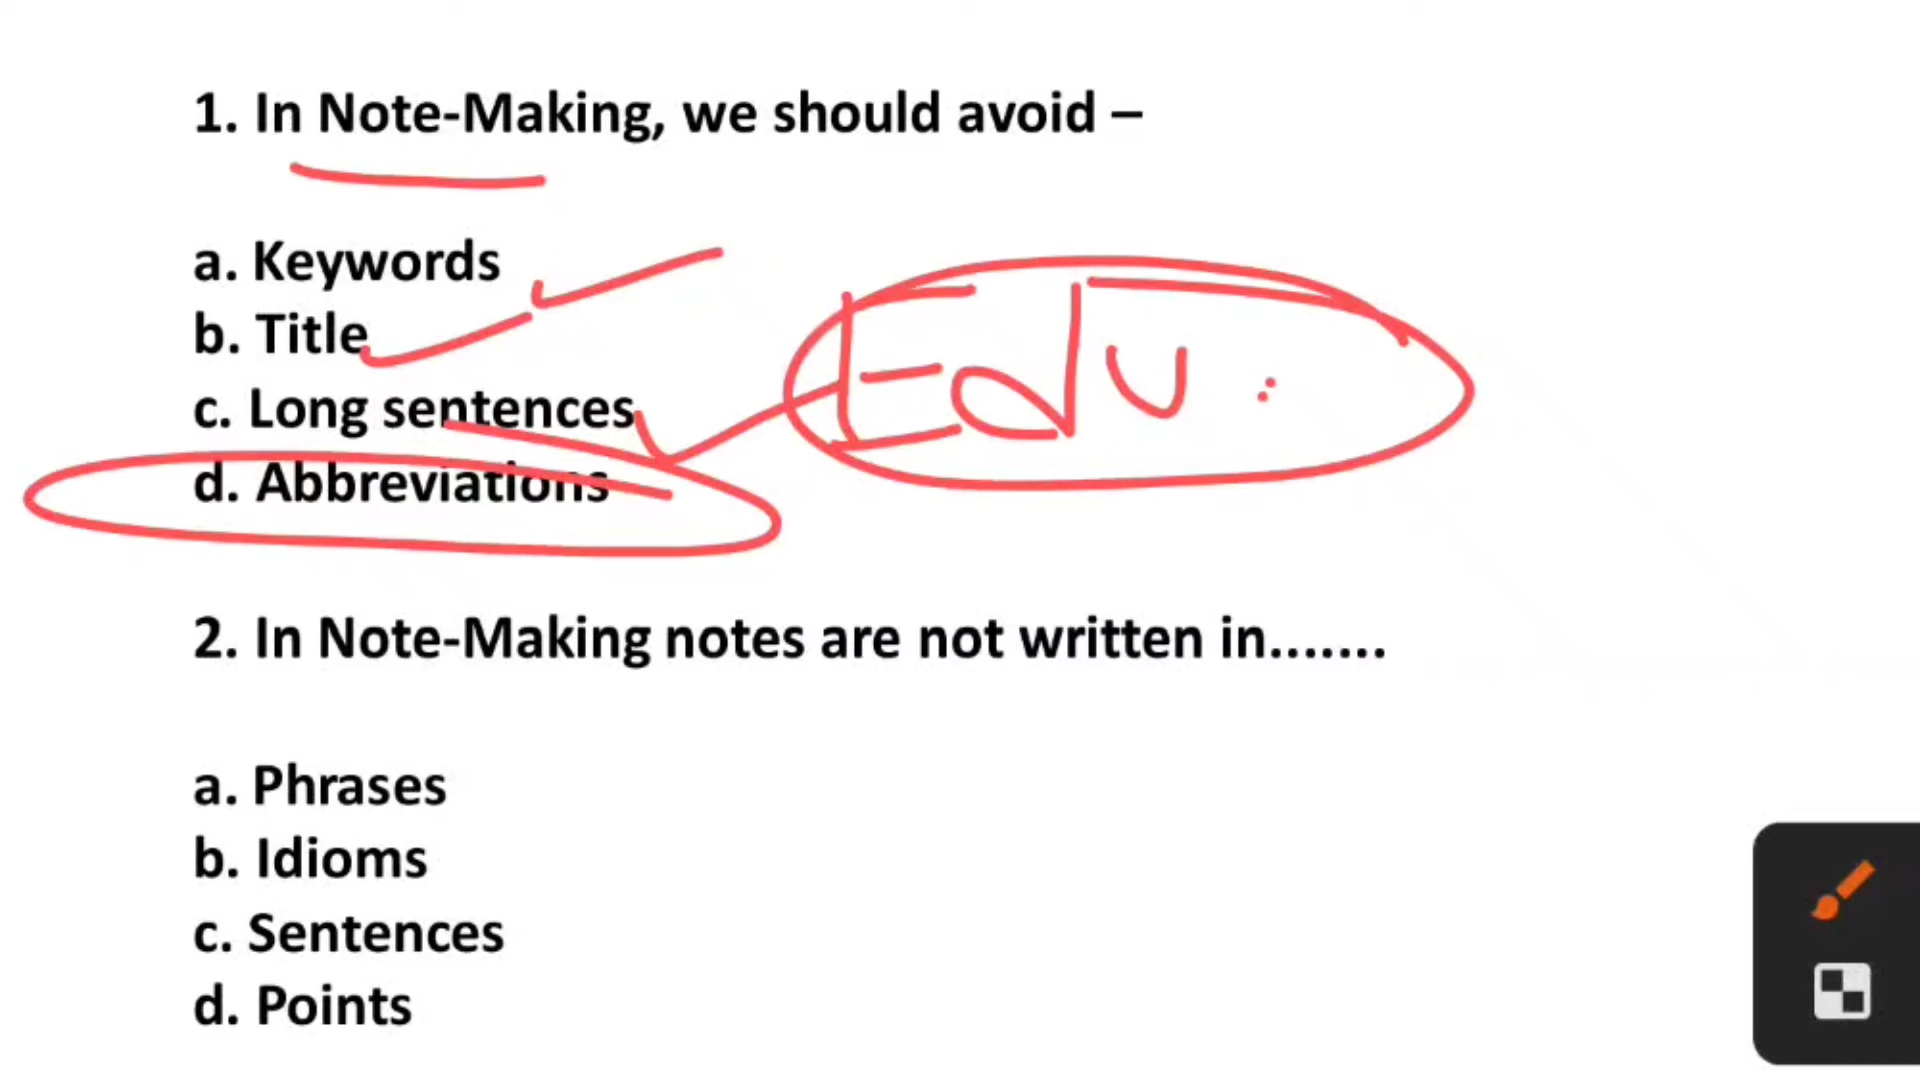 1. In Note-Making, we should avoid –
a. Keywords
b. Title
c. Long sentences
Edu.
d. Abbreviations
2. In Note-Making notes are not written in.......
a. Phrases
b. Idioms
c. Sentences
d. Points